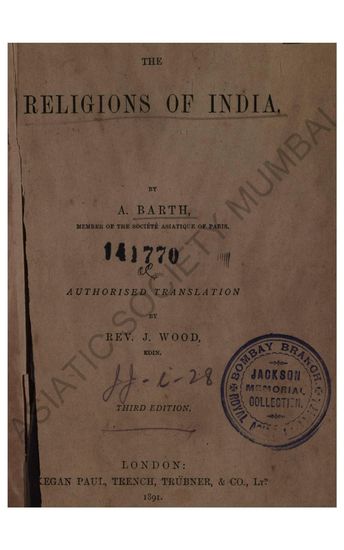 THE
RELIGIONS OF INDIA.
BY
A. BARTH,
MEMBER OF THE SOCIÉTÉ ASIATIQUE OF PARIS.
141770
AUTHORISED TRANSLATION
BY
REV. J. WOOD,
EDIN.
BOMBAY BRANCH
JACKSON
MEMORIAL
COLLECTION.
ROYAL
THIRD EDITION.
LONDON:
KEGAN PAUL, TRENCH, TRÜBNER, & CO., LTD
1891.
ASIATIC SOCIETY MUMBAI